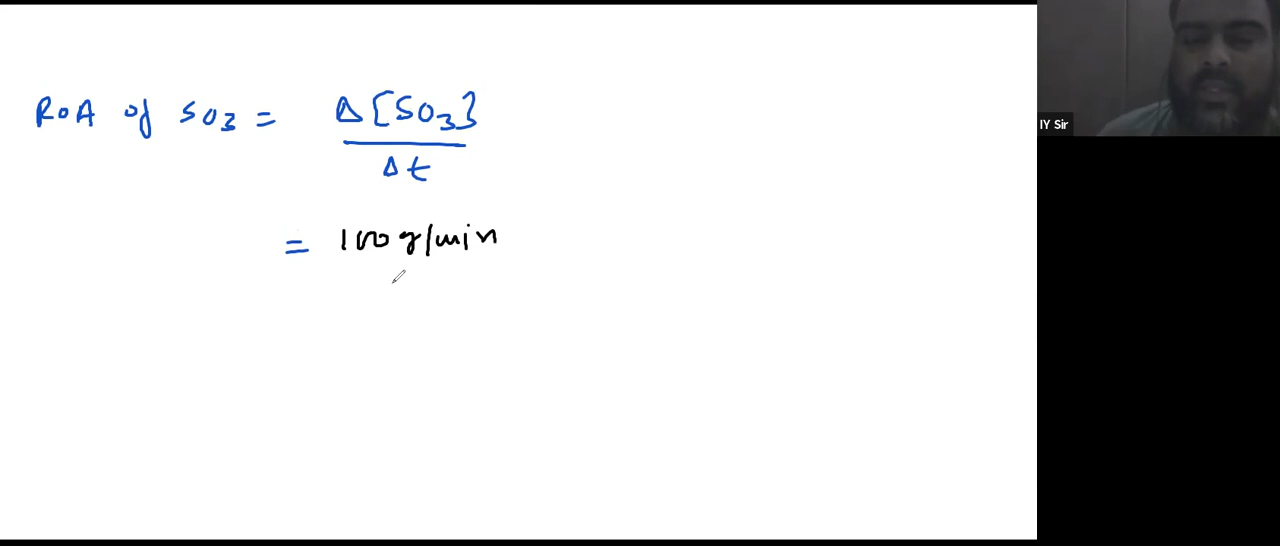 RoA of SO3 = Δ[SO3] / Δt
= 100 g/min
IY Sir